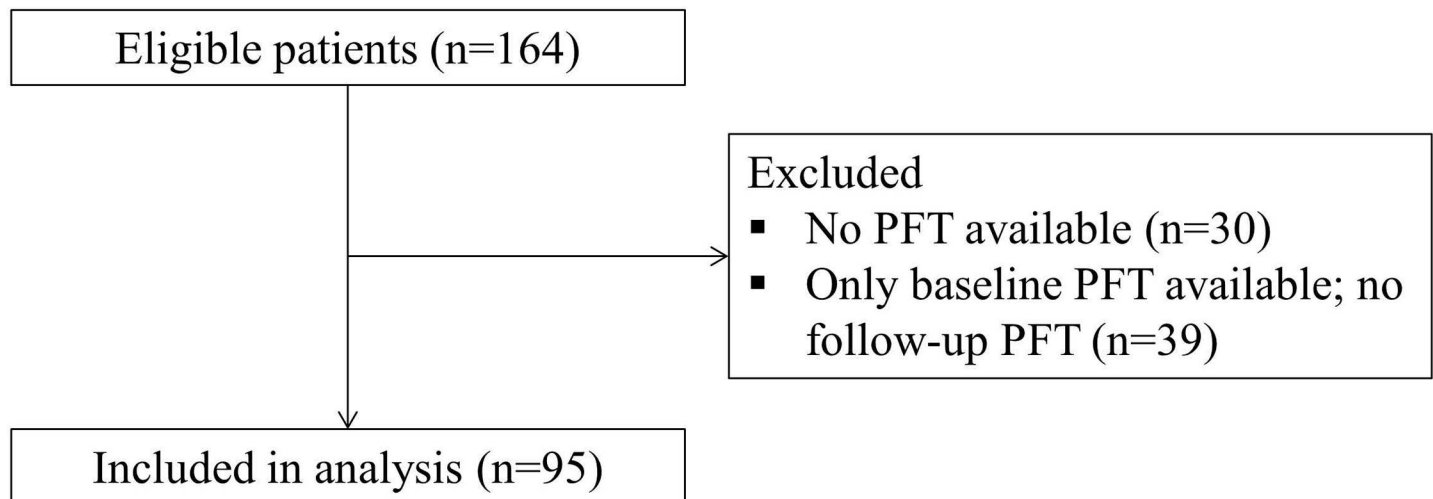 Eligible patients (n=164)
Excluded
▪ No PFT available (n=30)
▪ Only baseline PFT available; no
follow-up PFT (n=39)
Included in analysis (n=95)